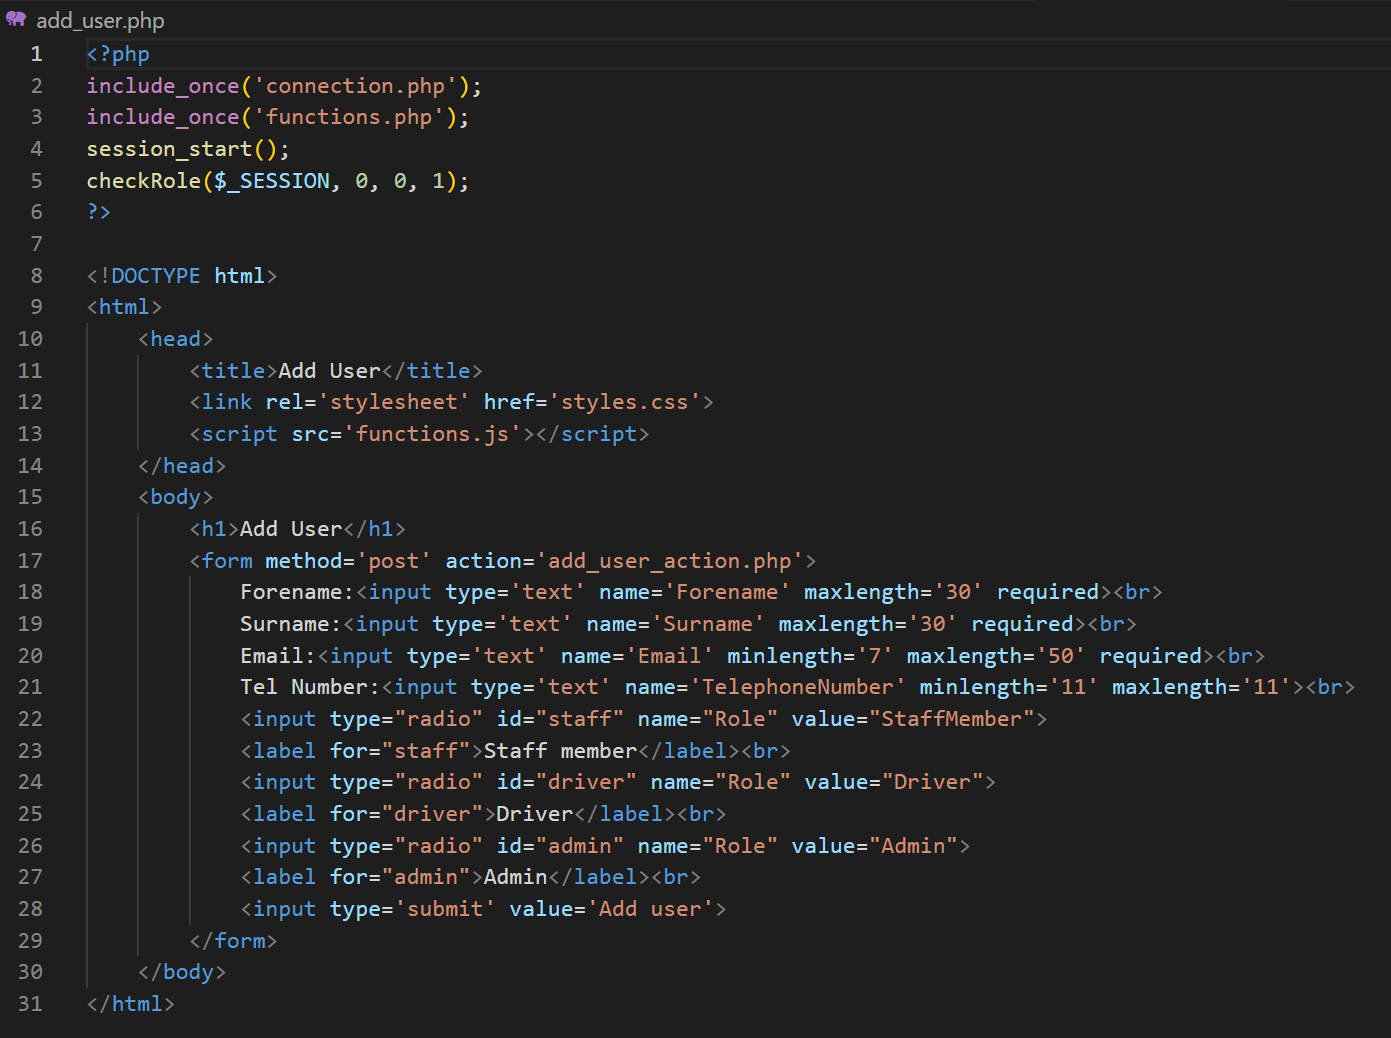 add_user.php
1 <?php
2 include_once('connection.php');
3 include_once('functions.php');
4 session_start();
5 checkRole($_SESSION, 0, 0, 1);
6 ?>
7
8 <!DOCTYPE html>
9 <html>
10     <head>
11         <title>Add User</title>
12         <link rel='stylesheet' href='styles.css'>
13         <script src='functions.js'></script>
14     </head>
15     <body>
16         <h1>Add User</h1>
17         <form method='post' action='add_user_action.php'>
18             Forename:<input type='text' name='Forename' maxlength='30' required><br>
19             Surname:<input type='text' name='Surname' maxlength='30' required><br>
20             Email:<input type='text' name='Email' minlength='7' maxlength='50' required><br>
21             Tel Number:<input type='text' name='TelephoneNumber' minlength='11' maxlength='11'><br>
22             <input type="radio" id="staff" name="Role" value="StaffMember">
23             <label for="staff">Staff member</label><br>
24             <input type="radio" id="driver" name="Role" value="Driver">
25             <label for="driver">Driver</label><br>
26             <input type="radio" id="admin" name="Role" value="Admin">
27             <label for="admin">Admin</label><br>
28             <input type='submit' value='Add user'>
29         </form>
30     </body>
31 </html>